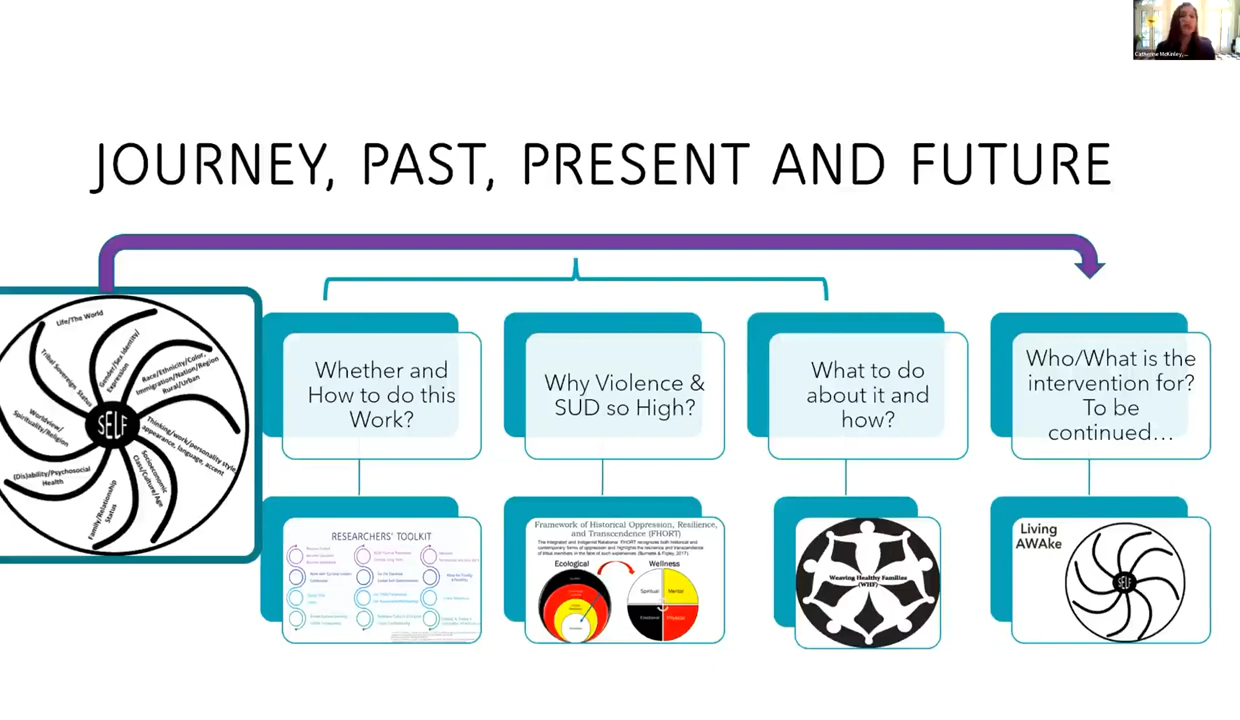 Catherine McKinley,...
JOURNEY, PAST, PRESENT AND FUTURE
Life/The World
Gender/Sex Identity/
Expression
Race/Ethnicity/Color,
Immigration/Nation/Region
Rural/Urban
Thinking/work/personality style,
appearance, language, accent
Socioeconomic
Class/Culture/Age
Family/Relationship
Status
(Dis)ability/Psychosocial
Health
Worldview/
Spirituality/Religion
Tribal Sovereign
Status
SELF
Whether and
How to do this
Work?
Why Violence &
SUD so High?
What to do
about it and
how?
Who/What is the
intervention for?
To be
continued...
RESEARCHERS' TOOLKIT
Framework of Historical Oppression, Resilience,
and Transcendence (FHORT)
Ecological
Wellness
Spiritual
Mental
Emotional
Physical
Weaving Healthy Families
(WHF)
Living
AWAke
SELF